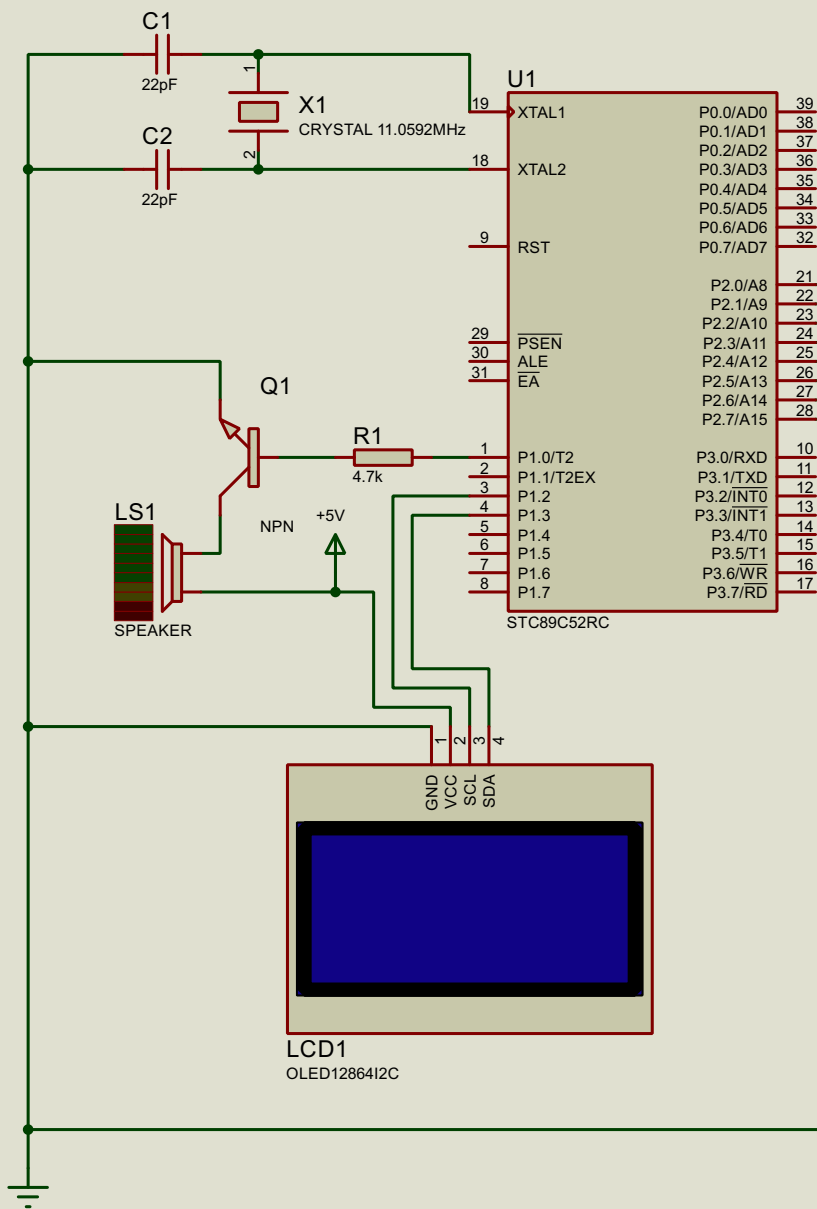 C1
22pF
1
X1
CRYSTAL 11.0592MHz
C2
22pF
2
U1
19 XTAL1
18 XTAL2
9 RST
29 PSEN
30 ALE
31 EA
1 P1.0/T2
2 P1.1/T2EX
3 P1.2
4 P1.3
5 P1.4
6 P1.5
7 P1.6
8 P1.7
P0.0/AD0 39
P0.1/AD1 38
P0.2/AD2 37
P0.3/AD3 36
P0.4/AD4 35
P0.5/AD5 34
P0.6/AD6 33
P0.7/AD7 32
P2.0/A8 21
P2.1/A9 22
P2.2/A10 23
P2.3/A11 24
P2.4/A12 25
P2.5/A13 26
P2.6/A14 27
P2.7/A15 28
P3.0/RXD 10
P3.1/TXD 11
P3.2/INT0 12
P3.3/INT1 13
P3.4/T0 14
P3.5/T1 15
P3.6/WR 16
P3.7/RD 17
STC89C52RC
Q1
NPN
R1
4.7k
LS1
SPEAKER
+5V
1 GND
2 VCC
3 SCL
4 SDA
LCD1
OLED12864I2C